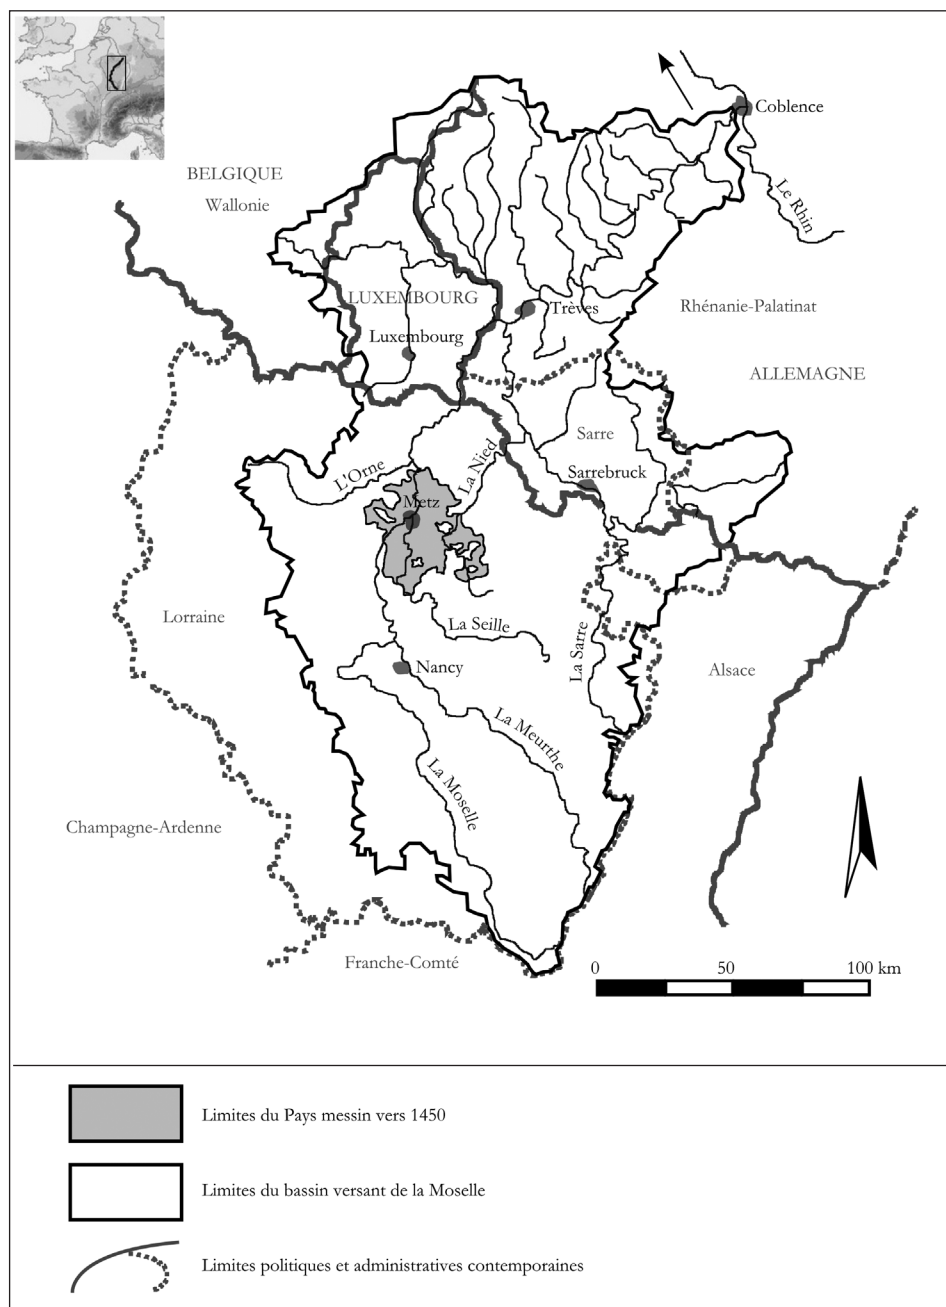 Coblence
Le Rhin
BELGIQUE
Wallonie
LUXEMBOURG
Trèves
Rhénanie-Palatinat
Luxembourg
ALLEMAGNE
Sarre
Sarrebruck
L'Orne
La Nied
Metz
Lorraine
La Seille
La Sarre
Nancy
Alsace
La Meurthe
La Moselle
Champagne-Ardenne
Franche-Comté
0 50 100 km
Limites du Pays messin vers 1450
Limites du bassin versant de la Moselle
Limites politiques et administratives contemporaines